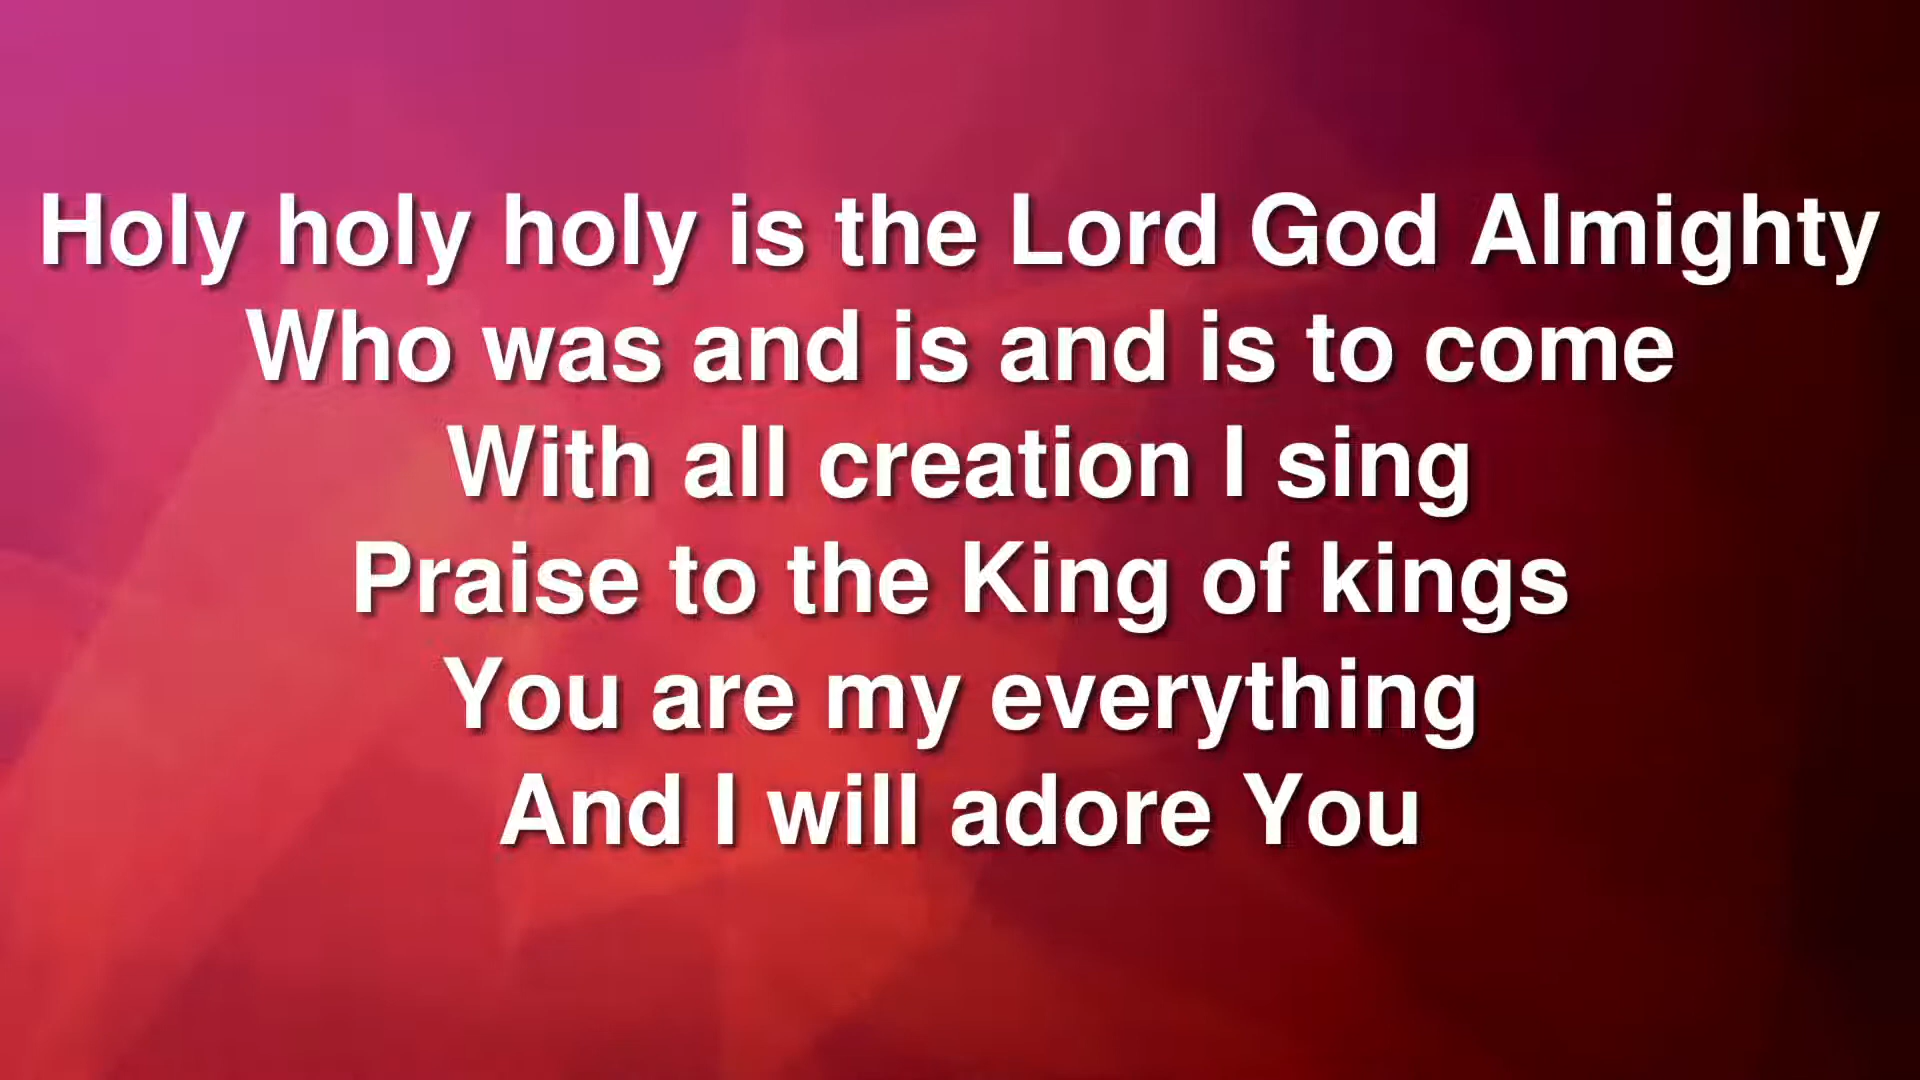 Holy holy holy is the Lord God Almighty
Who was and is and is to come
With all creation I sing
Praise to the King of kings
You are my everything
And I will adore You